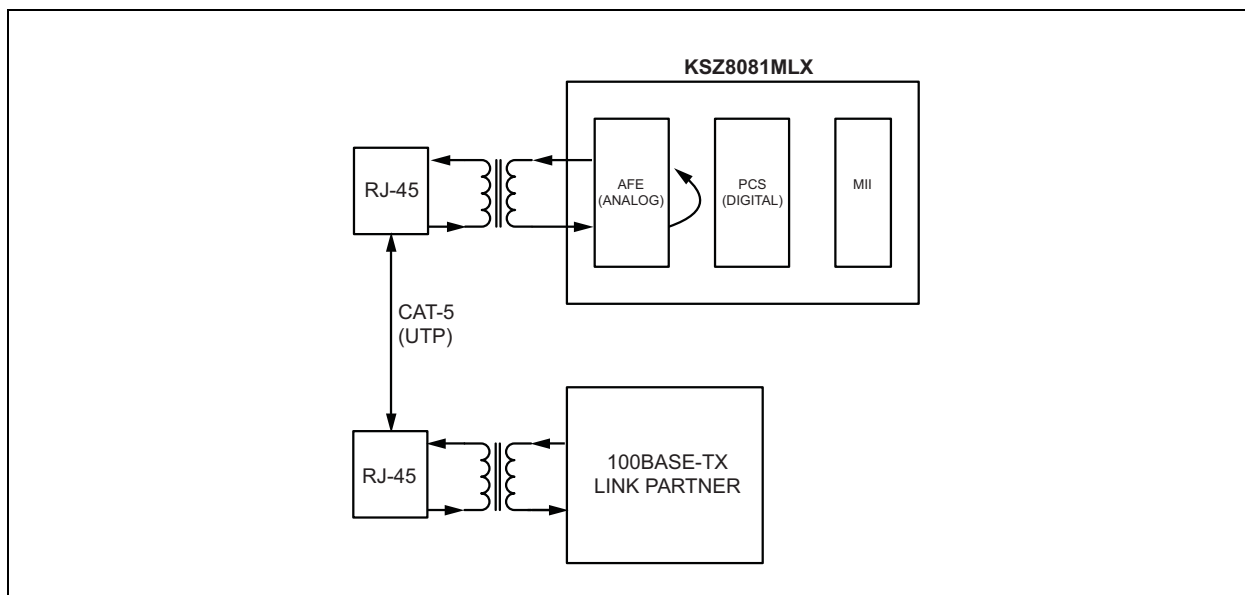 KSZ8081MLX
RJ-45
AFE
(ANALOG)
PCS
(DIGITAL)
MII
CAT-5
(UTP)
RJ-45
100BASE-TX
LINK PARTNER